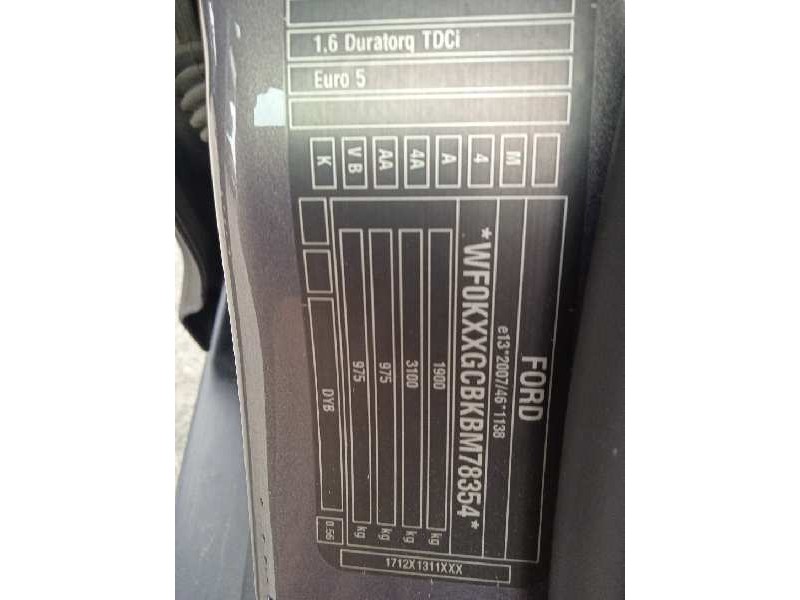 1.6 Duratorq TDCi
Euro 5
FORD
e13*2007/46*1138
*WF0KXXGCBKBM78354*
1900 kg
3100 kg
975 kg
975 kg
M
4
A
4A
AA
V B
K
DYB
0.56
1712X1311XXX